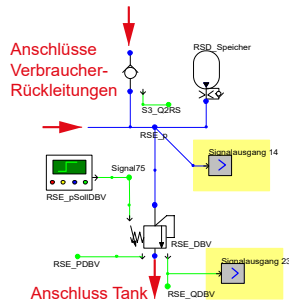 Anschlüsse
Verbraucher-
Rückleitungen
RSD_Speicher
S3_Q2RS
RSE_p
Signalausgang 14
Signal75
RSE_pSollDBV
RSE_DBV
RSE_PDBV
Signalausgang 23
RSE_QDBV
Anschluss Tank